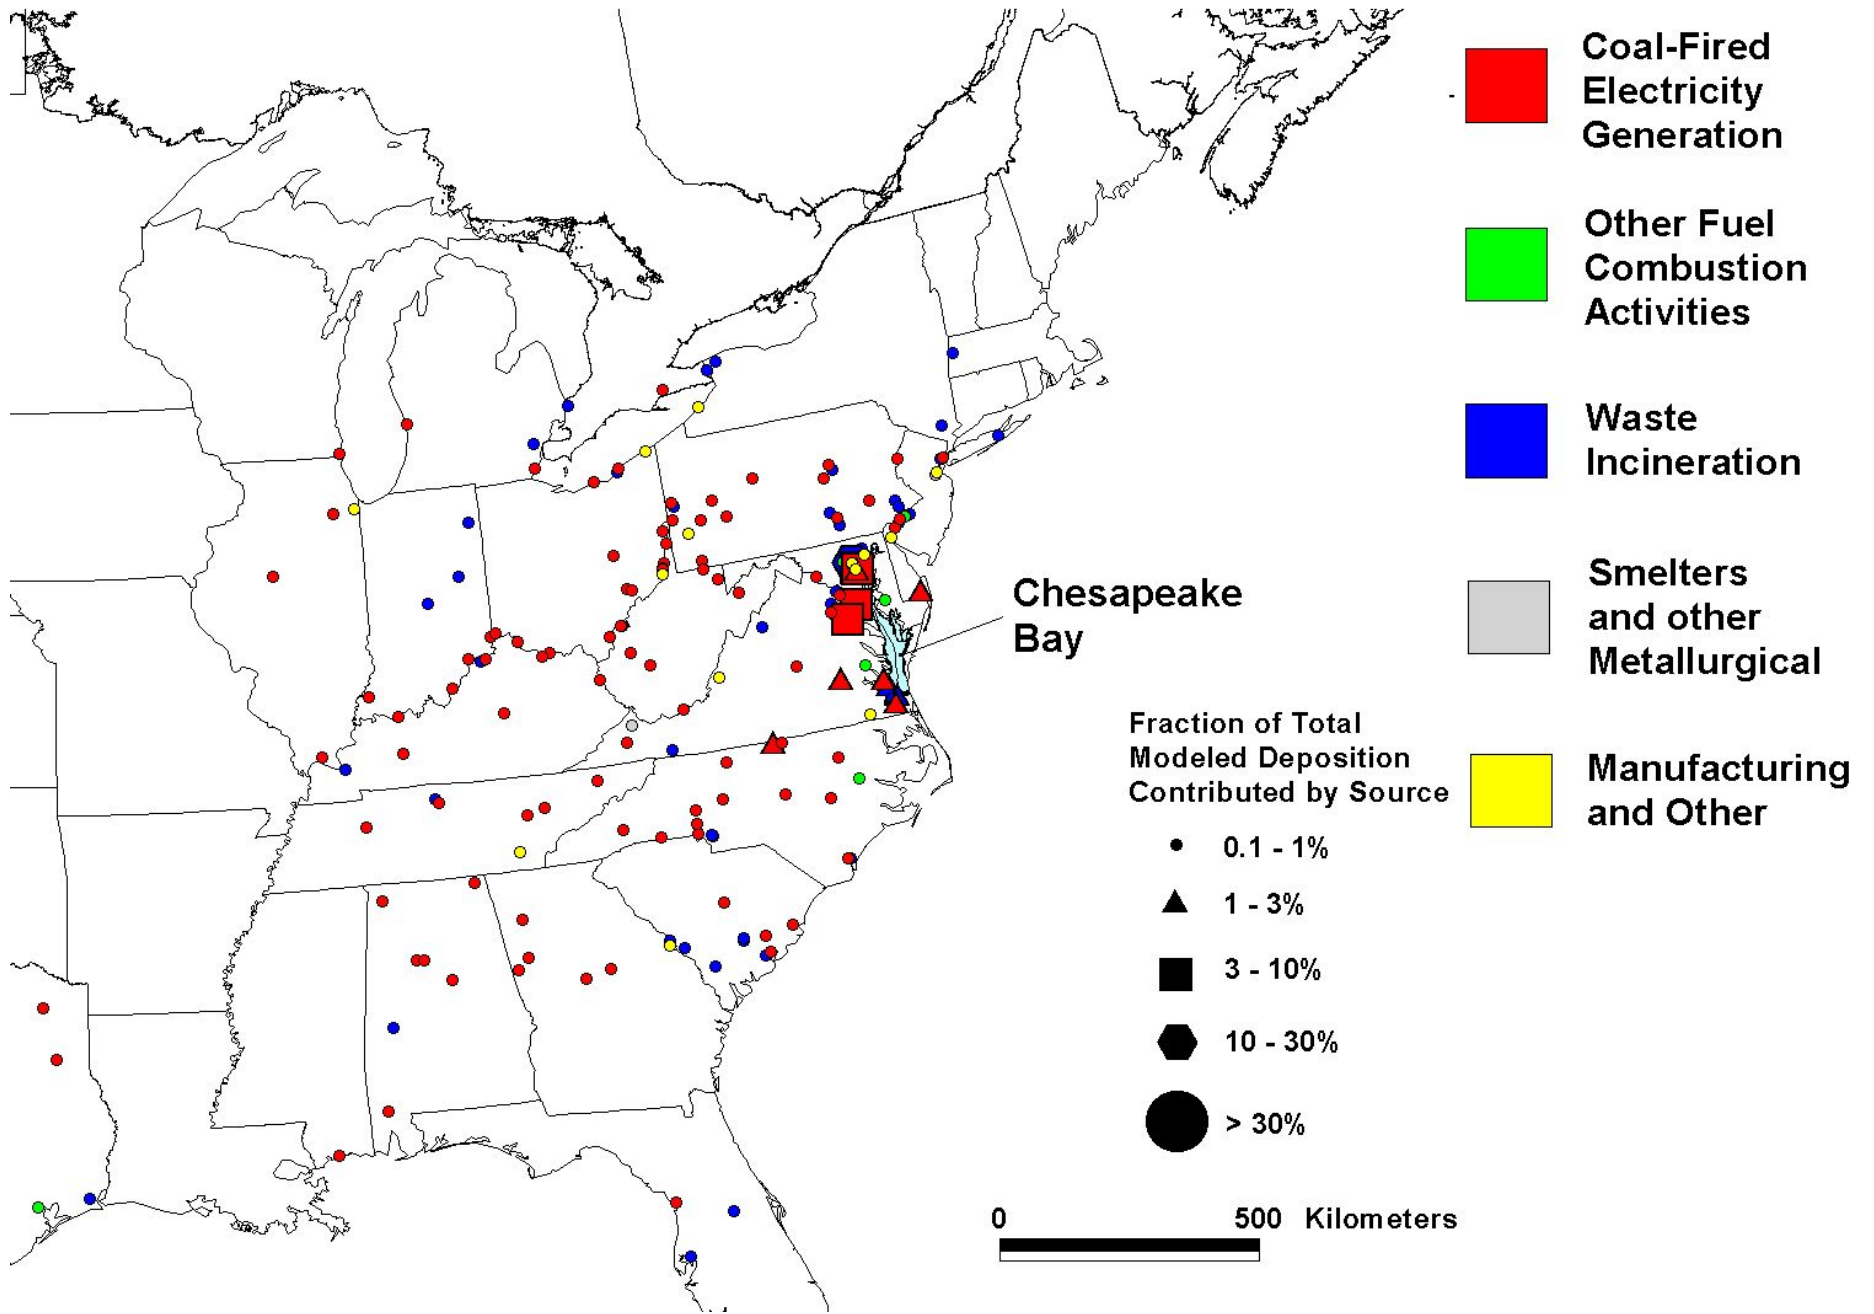 Coal-Fired
Electricity
Generation
Other Fuel
Combustion
Activities
Waste
Incineration
Smelters
and other
Metallurgical
Manufacturing
and Other
Chesapeake
Bay
Fraction of Total
Modeled Deposition
Contributed by Source
0.1 - 1%
1 - 3%
3 - 10%
10 - 30%
> 30%
0 500 Kilometers